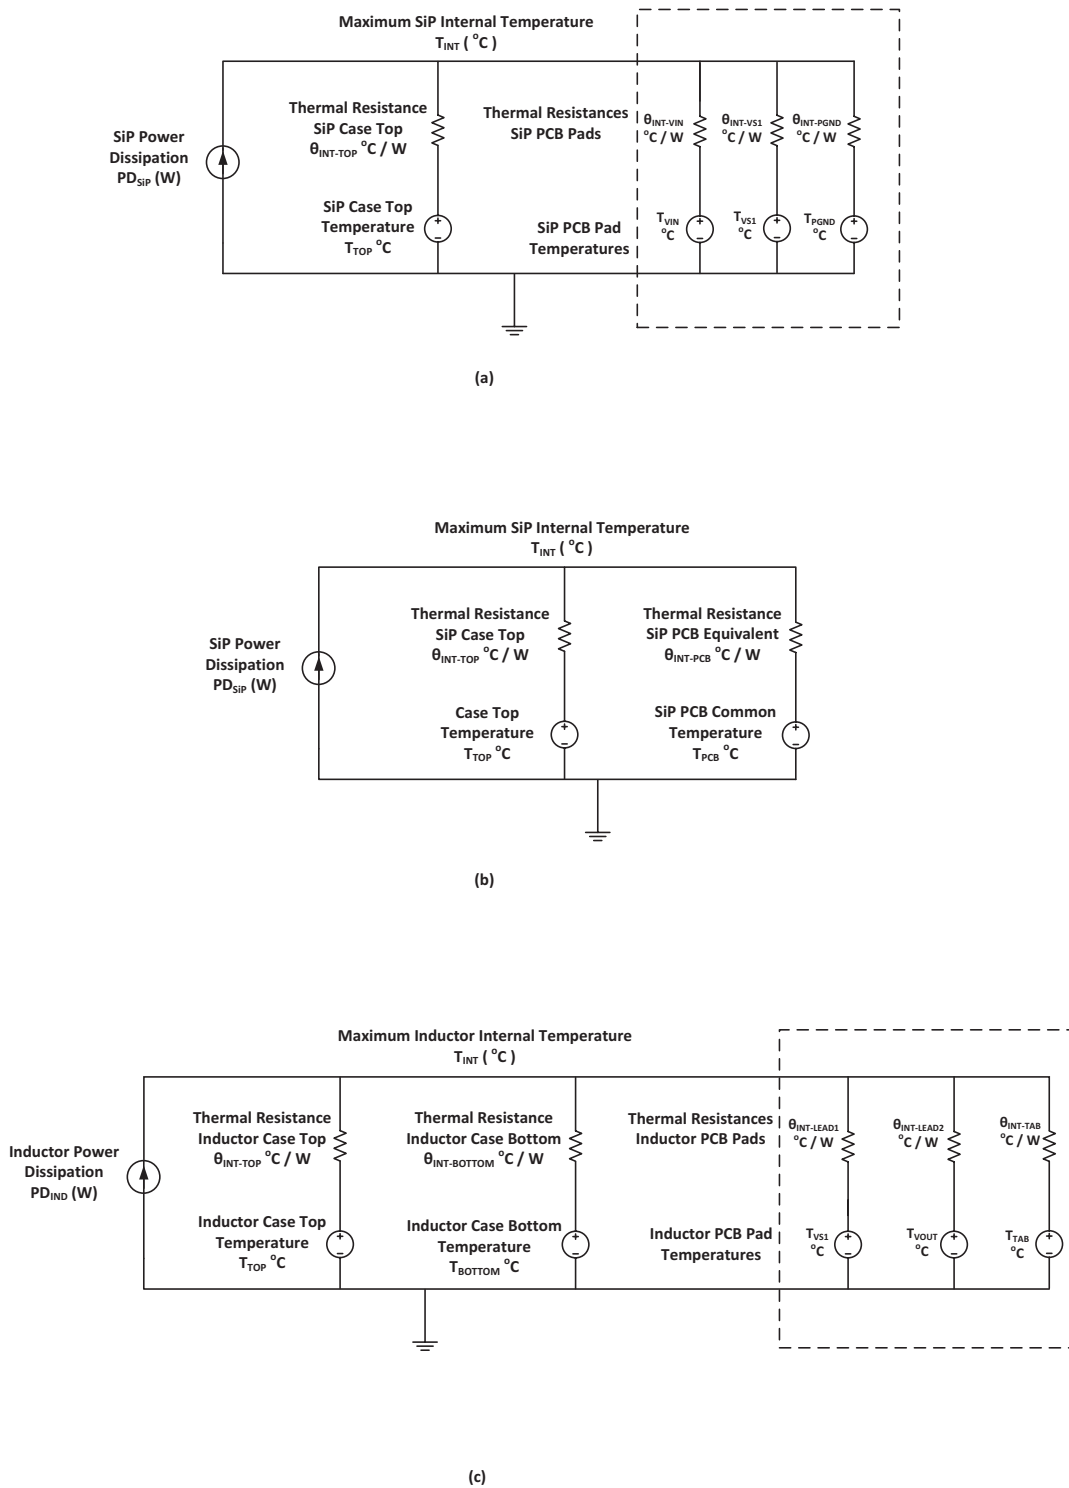 Maximum SiP Internal Temperature
T_INT ( °C )
SiP Power
Dissipation
PD_SiP (W)
Thermal Resistance
SiP Case Top
θ_INT-TOP °C / W
SiP Case Top
Temperature
T_TOP °C
Thermal Resistances
SiP PCB Pads
SiP PCB Pad
Temperatures
θ_INT-VIN
°C / W
θ_INT-VS1
°C / W
θ_INT-PGND
°C / W
T_VIN
°C
T_VS1
°C
T_PGND
°C
(a)
Maximum SiP Internal Temperature
T_INT ( °C )
SiP Power
Dissipation
PD_SiP (W)
Thermal Resistance
SiP Case Top
θ_INT-TOP °C / W
Case Top
Temperature
T_TOP °C
Thermal Resistance
SiP PCB Equivalent
θ_INT-PCB °C / W
SiP PCB Common
Temperature
T_PCB °C
(b)
Maximum Inductor Internal Temperature
T_INT ( °C )
Inductor Power
Dissipation
PD_IND (W)
Thermal Resistance
Inductor Case Top
θ_INT-TOP °C / W
Inductor Case Top
Temperature
T_TOP °C
Thermal Resistance
Inductor Case Bottom
θ_INT-BOTTOM °C / W
Inductor Case Bottom
Temperature
T_BOTTOM °C
Thermal Resistances
Inductor PCB Pads
Inductor PCB Pad
Temperatures
θ_INT-LEAD1
°C / W
θ_INT-LEAD2
°C / W
θ_INT-TAB
°C / W
T_VS1
°C
T_VOUT
°C
T_TAB
°C
(c)